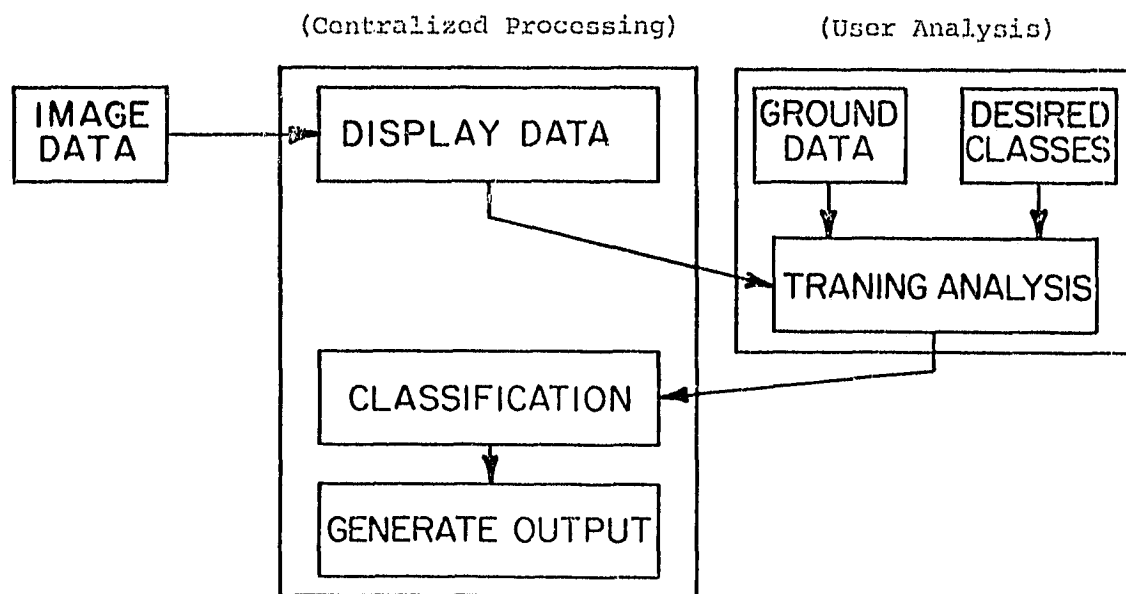 (Centralized Processing)
(User Analysis)
IMAGE
DATA
DISPLAY DATA
GROUND
DATA
DESIRED
CLASSES
TRANING ANALYSIS
CLASSIFICATION
GENERATE OUTPUT